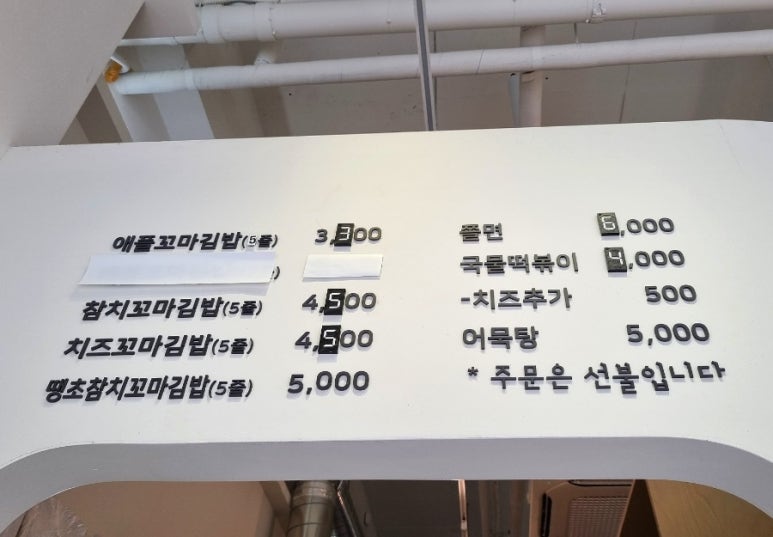 애플꼬마김밥(5줄) 3,300
)
참치꼬마김밥(5줄) 4,500
치즈꼬마김밥(5줄) 4,500
땡초참치꼬마김밥(5줄) 5,000
쫄면 6,000
국물떡볶이 4,000
-치즈추가 500
어묵탕 5,000
* 주문은 선불입니다